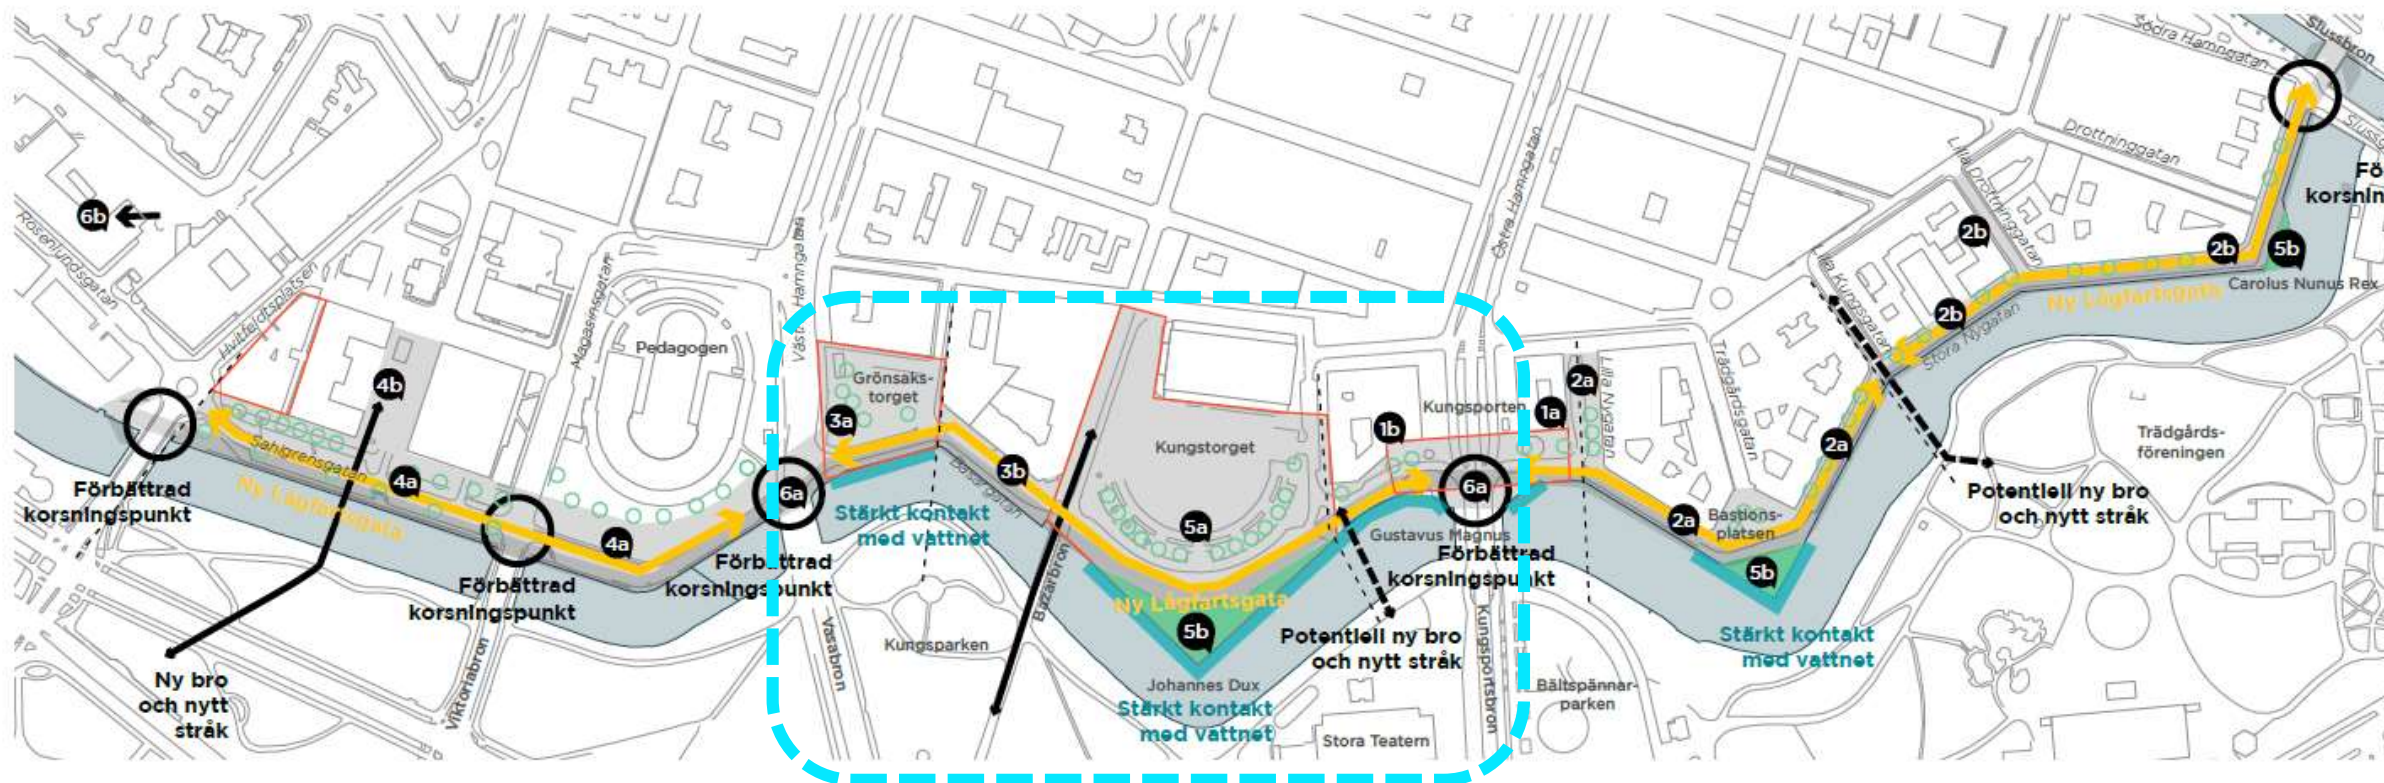 Slussbron
Södra Hamngatan
Drottninggatan
Lilla Drottninggatan
Fö
korsnin
6b
Rosenlundsgatan
Hvitfeldtsplatsen
Magasinsgatan
Pedagogen
Västra Hamngatan
Östra Hamngatan
Lilla Kungsgatan
2b
2b
5b
Carolus Nunus Rex
Ny Lågfartsgata
2b
Stora Nygatan
4b
Grönsaks-
torget
3a
Kungsporten
1a
2a
Lilla Nygatan
Trädgårdsgatan
1b
Kungstorget
2a
Trädgårds-
föreningen
Sahlgrensgatan
4a
Ny Lågfartsgata
Förbättrad
korsningspunkt
3b
Basargatan
6a
6a
Stärkt kontakt
med vattnet
5a
Gustavus Magnus
Förbättrad
korsningspunkt
2a
Bastions-
platsen
5b
Potentiell ny bro
och nytt stråk
4a
Förbättrad
korsningspunkt
Förbättrad
korsningspunkt
Bazarbron
Ny Lågfartsgata
5b
Potentiell ny bro
och nytt stråk
Stärkt kontakt
med vattnet
Ny bro
och nytt
stråk
Viktoriabron
Vasabron
Kungsparken
Johannes Dux
Stärkt kontakt
med vattnet
Stora Teatern
Kungsportsbron
Bältspännar-
parken